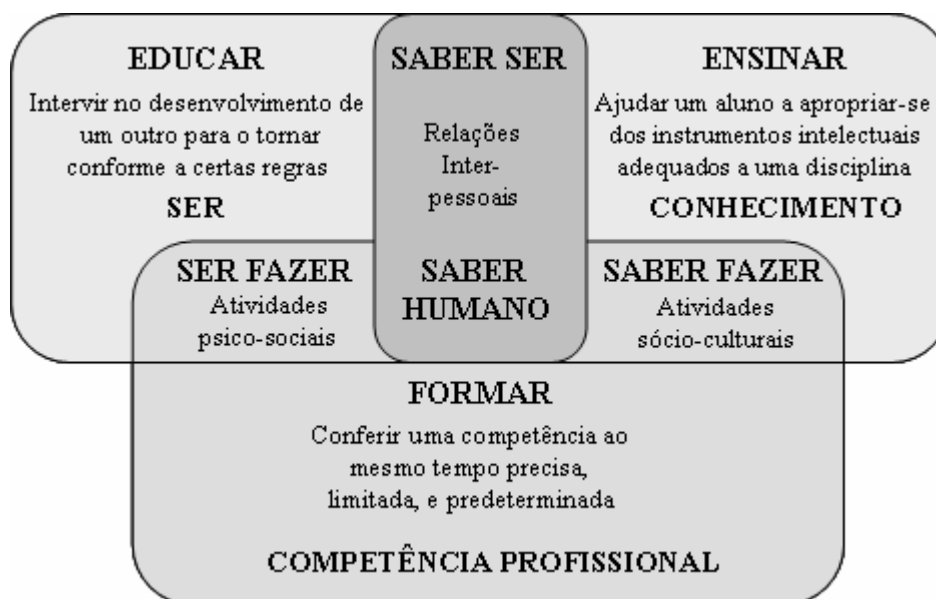 EDUCAR
Intervir no desenvolvimento de
um outro para o tornar
conforme a certas regras
SER
SABER SER
Relações
Inter-
pessoais
SABER
HUMANO
ENSINAR
Ajudar um aluno a apropriar-se
dos instrumentos intelectuais
adequados a uma disciplina
CONHECIMENTO
SER FAZER
Atividades
psico-sociais
SABER FAZER
Atividades
sócio-culturais
FORMAR
Conferir uma competência ao
mesmo tempo precisa,
limitada, e predeterminada
COMPETÊNCIA PROFISSIONAL